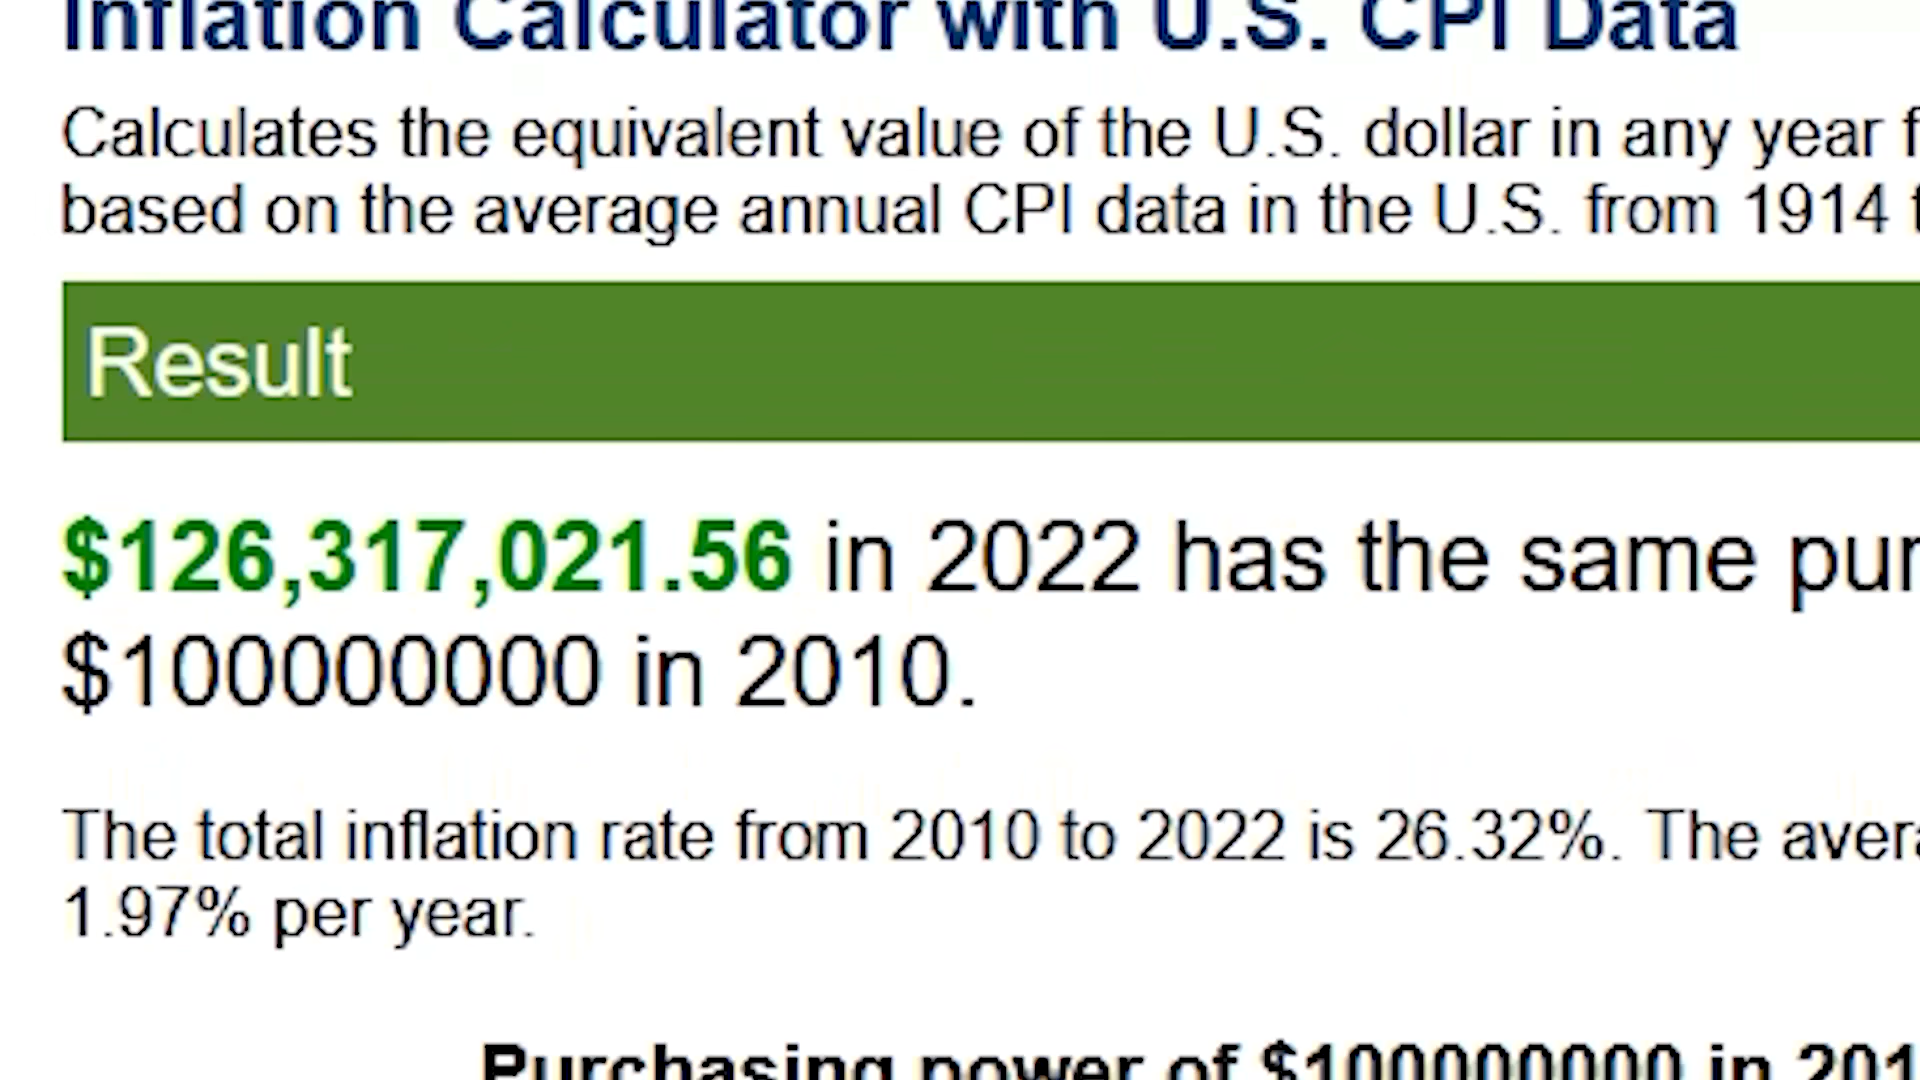 Inflation Calculator with U.S. CPI Data
Calculates the equivalent value of the U.S. dollar in any year
based on the average annual CPI data in the U.S. from 1914
Result
$126,317,021.56 in 2022 has the same
$100000000 in 2010.
The total inflation rate from 2010 to 2022 is 26.32%. The
1.97% per year.
Purchasing power of $100000000 in